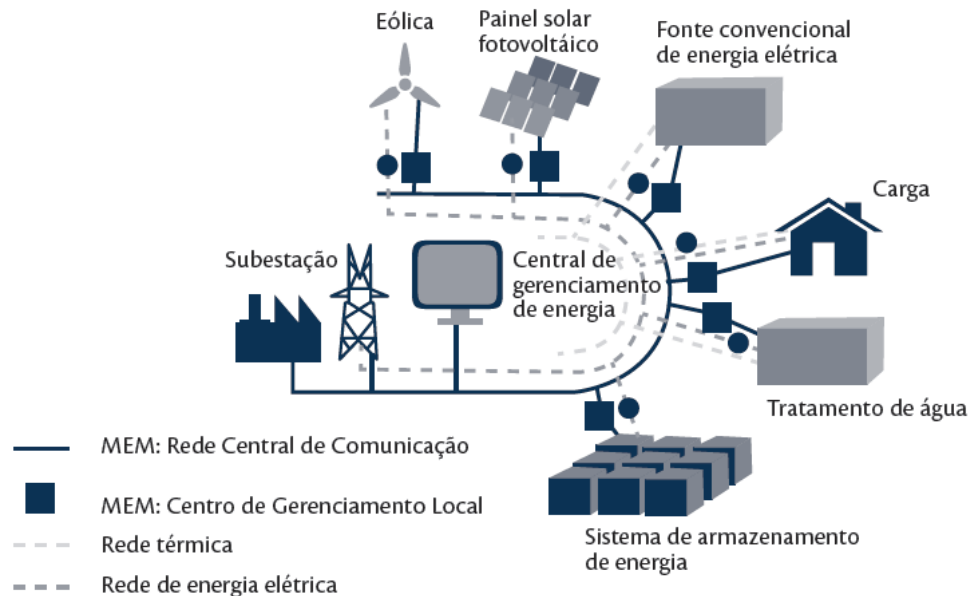 Eólica
Painel solar
fotovoltáico
Fonte convencional
de energia elétrica
Carga
Subestação
Central de
gerenciamento
de energia
Tratamento de água
Sistema de armazenamento
de energia
MEM: Rede Central de Comunicação
MEM: Centro de Gerenciamento Local
Rede térmica
Rede de energia elétrica